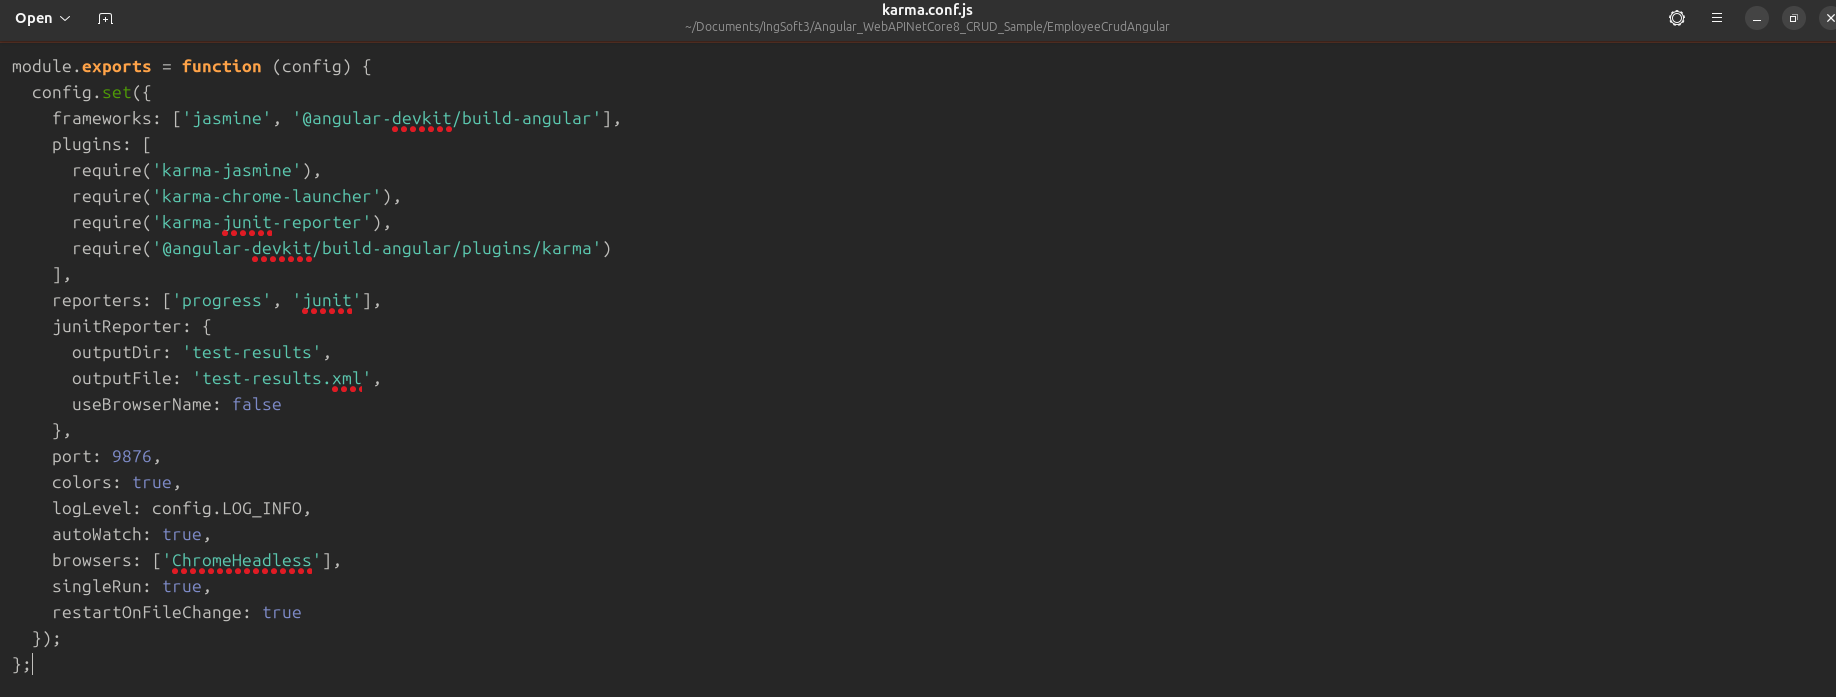 Open
karma.conf.js
~/Documents/IngSoft3/Angular_WebAPINetCore8_CRUD_Sample/EmployeeCrudAngular
module.exports = function (config) {
  config.set({
    frameworks: ['jasmine', '@angular-devkit/build-angular'],
    plugins: [
      require('karma-jasmine'),
      require('karma-chrome-launcher'),
      require('karma-junit-reporter'),
      require('@angular-devkit/build-angular/plugins/karma')
    ],
    reporters: ['progress', 'junit'],
    junitReporter: {
      outputDir: 'test-results',
      outputFile: 'test-results.xml',
      useBrowserName: false
    },
    port: 9876,
    colors: true,
    logLevel: config.LOG_INFO,
    autoWatch: true,
    browsers: ['ChromeHeadless'],
    singleRun: true,
    restartOnFileChange: true
  });
};